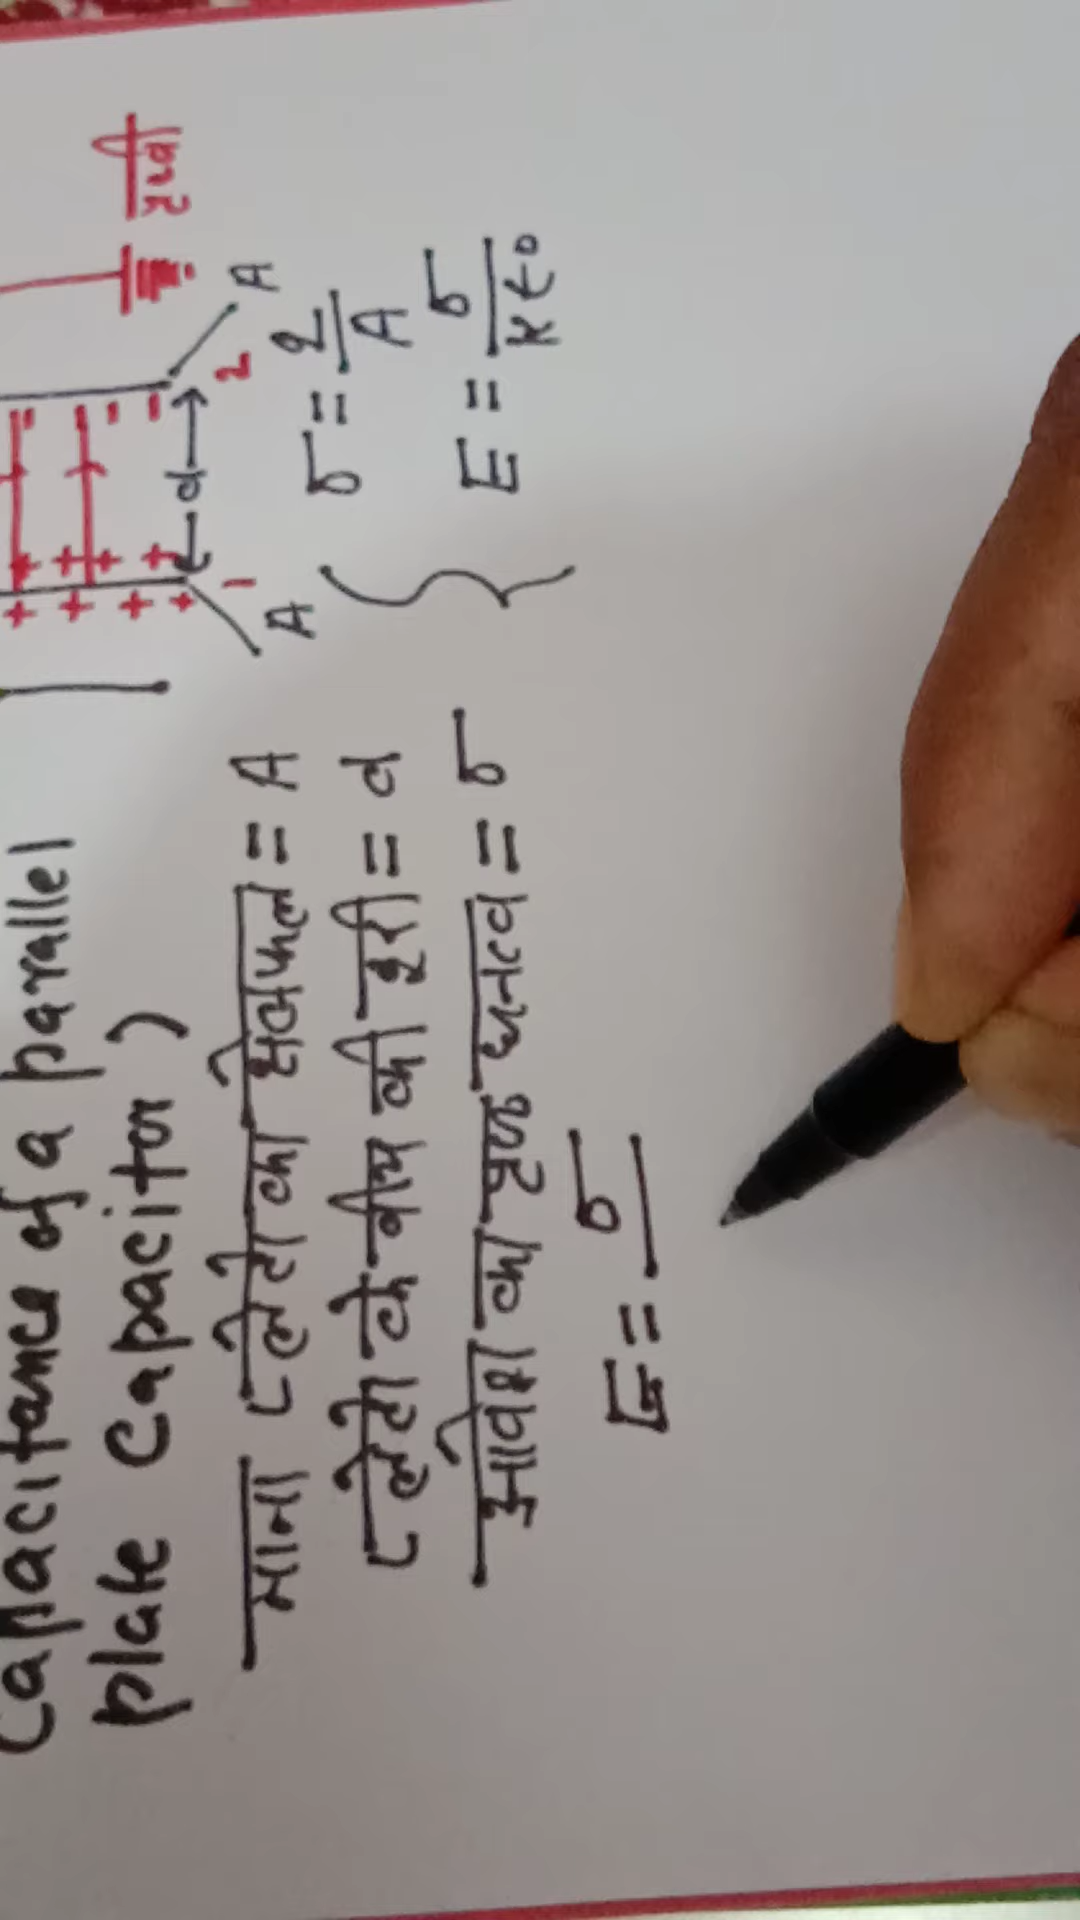 Capacitance of a parallel
plate Capacitor )
पृथ्वी
+ + + +
+ + + +
- - - -
1
2
A
A
d
माना प्लेटो का क्षेत्रफल = A
प्लेटो के बीच की दूरी = d
आवेश का पृष्ठ घनत्व = σ
σ = q/A
E = σ/Kε₀
E = σ/